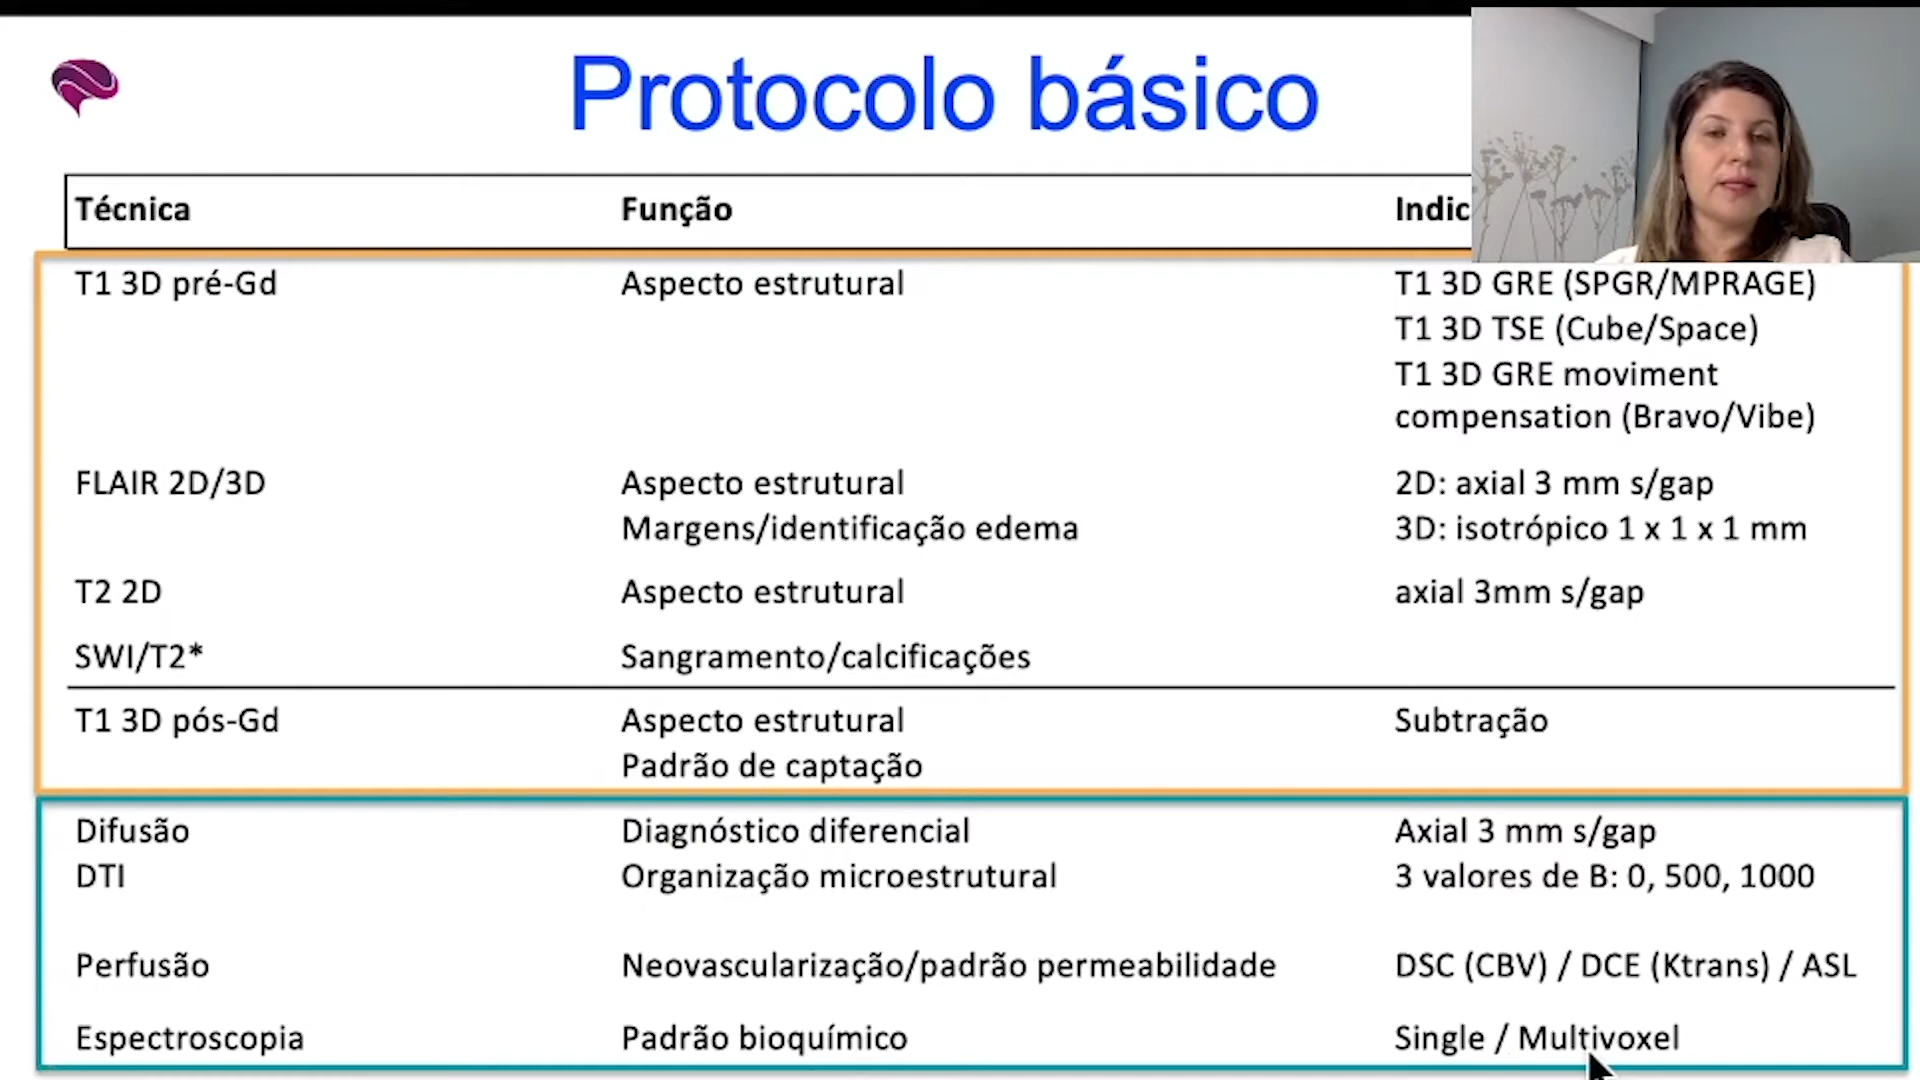 Protocolo básico
Técnica Função Indic
T1 3D pré-Gd Aspecto estrutural T1 3D GRE (SPGR/MPRAGE)
T1 3D TSE (Cube/Space)
T1 3D GRE moviment
compensation (Bravo/Vibe)
FLAIR 2D/3D Aspecto estrutural 2D: axial 3 mm s/gap
Margens/identificação edema 3D: isotrópico 1 x 1 x 1 mm
T2 2D Aspecto estrutural axial 3mm s/gap
SWI/T2* Sangramento/calcificações
T1 3D pós-Gd Aspecto estrutural Subtração
Padrão de captação
Difusão Diagnóstico diferencial Axial 3 mm s/gap
DTI Organização microestrutural 3 valores de B: 0, 500, 1000
Perfusão Neovascularização/padrão permeabilidade DSC (CBV) / DCE (Ktrans) / ASL
Espectroscopia Padrão bioquímico Single / Multivoxel